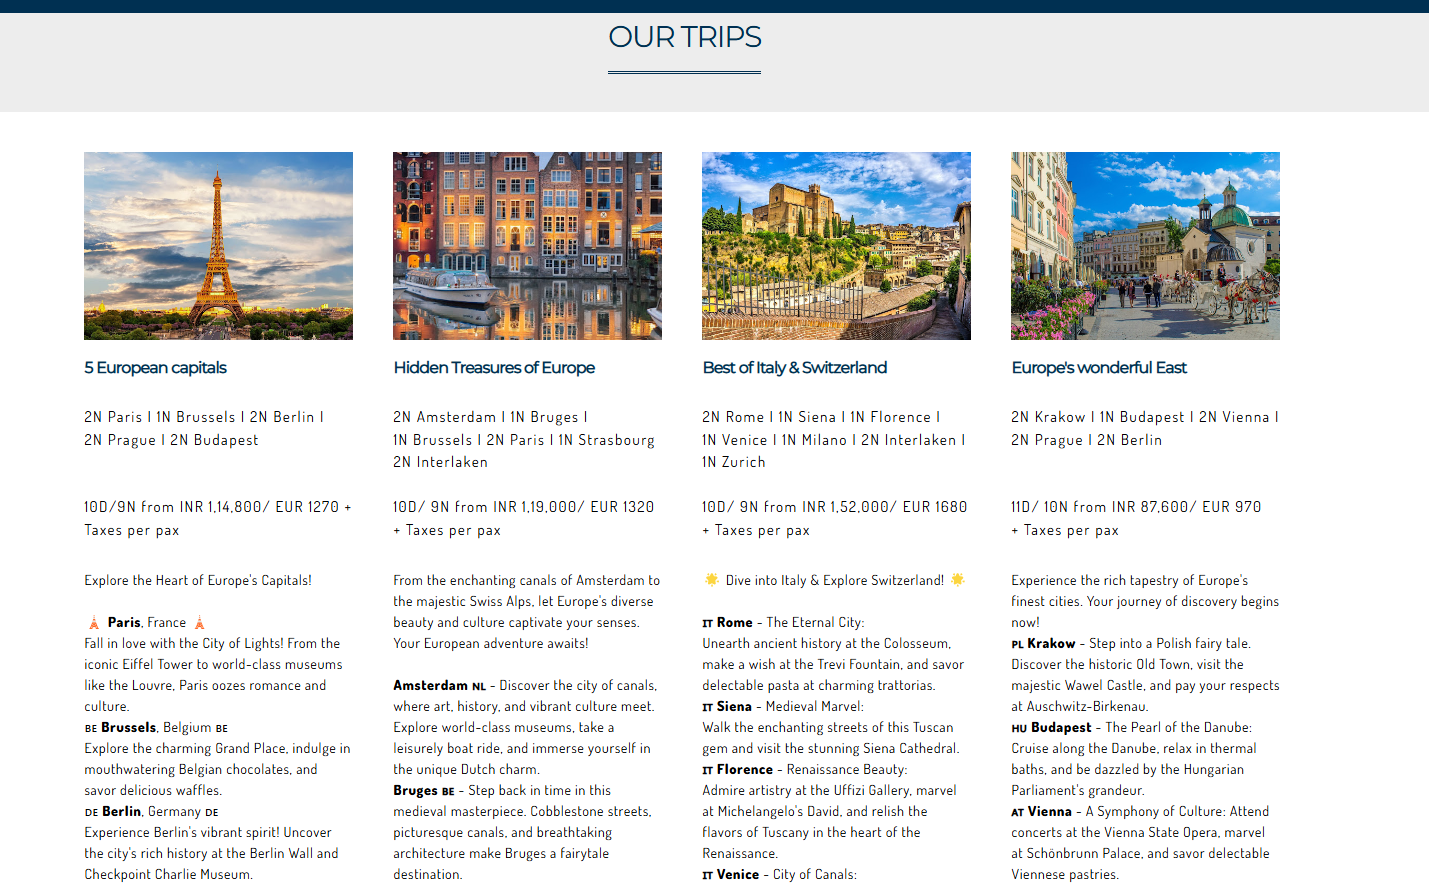 OUR TRIPS
5 European capitals
2N Paris | 1N Brussels | 2N Berlin |
2N Prague | 2N Budapest
10D/9N from INR 1,14,800/ EUR 1270 +
Taxes per pax
Explore the Heart of Europe's Capitals!
🗼 Paris, France 🗼
Fall in love with the City of Lights! From the
iconic Eiffel Tower to world-class museums
like the Louvre, Paris oozes romance and
culture.
BE Brussels, Belgium BE
Explore the charming Grand Place, indulge in
mouthwatering Belgian chocolates, and
savor delicious waffles.
DE Berlin, Germany DE
Experience Berlin's vibrant spirit! Uncover
the city's rich history at the Berlin Wall and
Checkpoint Charlie Museum.
Hidden Treasures of Europe
2N Amsterdam | 1N Bruges |
1N Brussels | 2N Paris | 1N Strasbourg
2N Interlaken
10D/ 9N from INR 1,19,000/ EUR 1320
+ Taxes per pax
From the enchanting canals of Amsterdam to
the majestic Swiss Alps, let Europe's diverse
beauty and culture captivate your senses.
Your European adventure awaits!
Amsterdam NL - Discover the city of canals,
where art, history, and vibrant culture meet.
Explore world-class museums, take a
leisurely boat ride, and immerse yourself in
the unique Dutch charm.
Bruges BE - Step back in time in this
medieval masterpiece. Cobblestone streets,
picturesque canals, and breathtaking
architecture make Bruges a fairytale
destination.
Best of Italy & Switzerland
2N Rome | 1N Siena | 1N Florence |
1N Venice | 1N Milano | 2N Interlaken |
1N Zurich
10D/ 9N from INR 1,52,000/ EUR 1680
+ Taxes per pax
🌟 Dive into Italy & Explore Switzerland! 🌟
IT Rome - The Eternal City:
Unearth ancient history at the Colosseum,
make a wish at the Trevi Fountain, and savor
delectable pasta at charming trattorias.
IT Siena - Medieval Marvel:
Walk the enchanting streets of this Tuscan
gem and visit the stunning Siena Cathedral.
IT Florence - Renaissance Beauty:
Admire artistry at the Uffizi Gallery, marvel
at Michelangelo's David, and relish the
flavors of Tuscany in the heart of the
Renaissance.
IT Venice - City of Canals:
Europe's wonderful East
2N Krakow | 1N Budapest | 2N Vienna |
2N Prague | 2N Berlin
11D/ 10N from INR 87,600/ EUR 970
+ Taxes per pax
Experience the rich tapestry of Europe's
finest cities. Your journey of discovery begins
now!
PL Krakow - Step into a Polish fairy tale.
Discover the historic Old Town, visit the
majestic Wawel Castle, and pay your respects
at Auschwitz-Birkenau.
HU Budapest - The Pearl of the Danube:
Cruise along the Danube, relax in thermal
baths, and be dazzled by the Hungarian
Parliament's grandeur.
AT Vienna - A Symphony of Culture: Attend
concerts at the Vienna State Opera, marvel
at Schönbrunn Palace, and savor delectable
Viennese pastries.